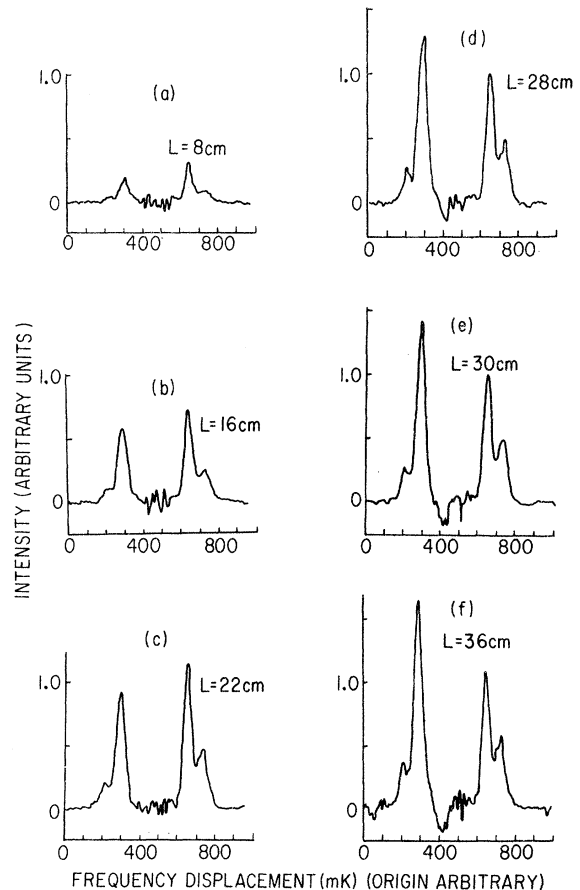 (a)
L=8cm
1.0
0
0 400 800
(b)
L=16cm
1.0
0
0 400 800
(c)
L=22cm
1.0
0
0 400 800
(d)
L=28cm
1.0
0
0 400 800
(e)
L=30cm
1.0
0
0 400 800
(f)
L=36cm
1.0
0
0 400 800
INTENSITY (ARBITRARY UNITS)
FREQUENCY DISPLACEMENT (mK) (ORIGIN ARBITRARY)